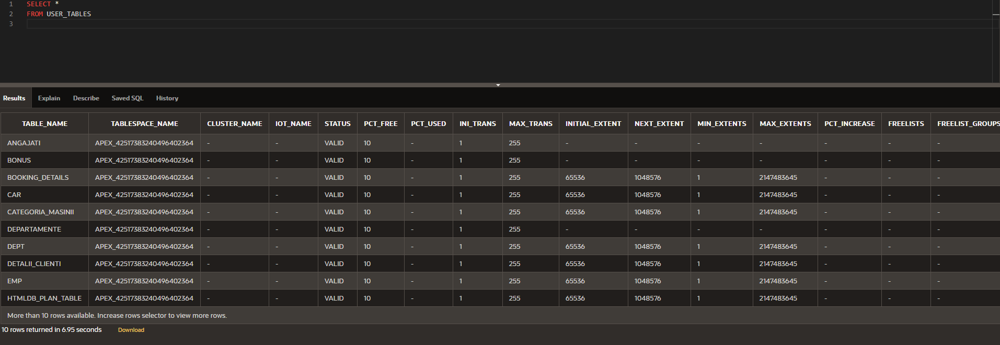 1 SELECT *
2 FROM USER_TABLES
3
Results Explain Describe Saved SQL History
TABLE_NAME TABLESPACE_NAME CLUSTER_NAME IOT_NAME STATUS PCT_FREE PCT_USED INI_TRANS MAX_TRANS INITIAL_EXTENT NEXT_EXTENT MIN_EXTENTS MAX_EXTENTS PCT_INCREASE FREELISTS FREELIST_GROUPS
ANGAJATI APEX_42517383240496402364 - - VALID 10 - 1 255 - - - - - - -
BONUS APEX_42517383240496402364 - - VALID 10 - 1 255 - - - - - - -
BOOKING_DETAILS APEX_42517383240496402364 - - VALID 10 - 1 255 65536 1048576 1 2147483645 - - -
CAR APEX_42517383240496402364 - - VALID 10 - 1 255 65536 1048576 1 2147483645 - - -
CATEGORIA_MASINII APEX_42517383240496402364 - - VALID 10 - 1 255 65536 1048576 1 2147483645 - - -
DEPARTAMENTE APEX_42517383240496402364 - - VALID 10 - 1 255 - - - - - - -
DEPT APEX_42517383240496402364 - - VALID 10 - 1 255 65536 1048576 1 2147483645 - - -
DETALII_CLIENTI APEX_42517383240496402364 - - VALID 10 - 1 255 65536 1048576 1 2147483645 - - -
EMP APEX_42517383240496402364 - - VALID 10 - 1 255 65536 1048576 1 2147483645 - - -
HTMLDB_PLAN_TABLE APEX_42517383240496402364 - - VALID 10 - 1 255 65536 1048576 1 2147483645 - - -
More than 10 rows available. Increase rows selector to view more rows.
10 rows returned in 6.95 seconds Download